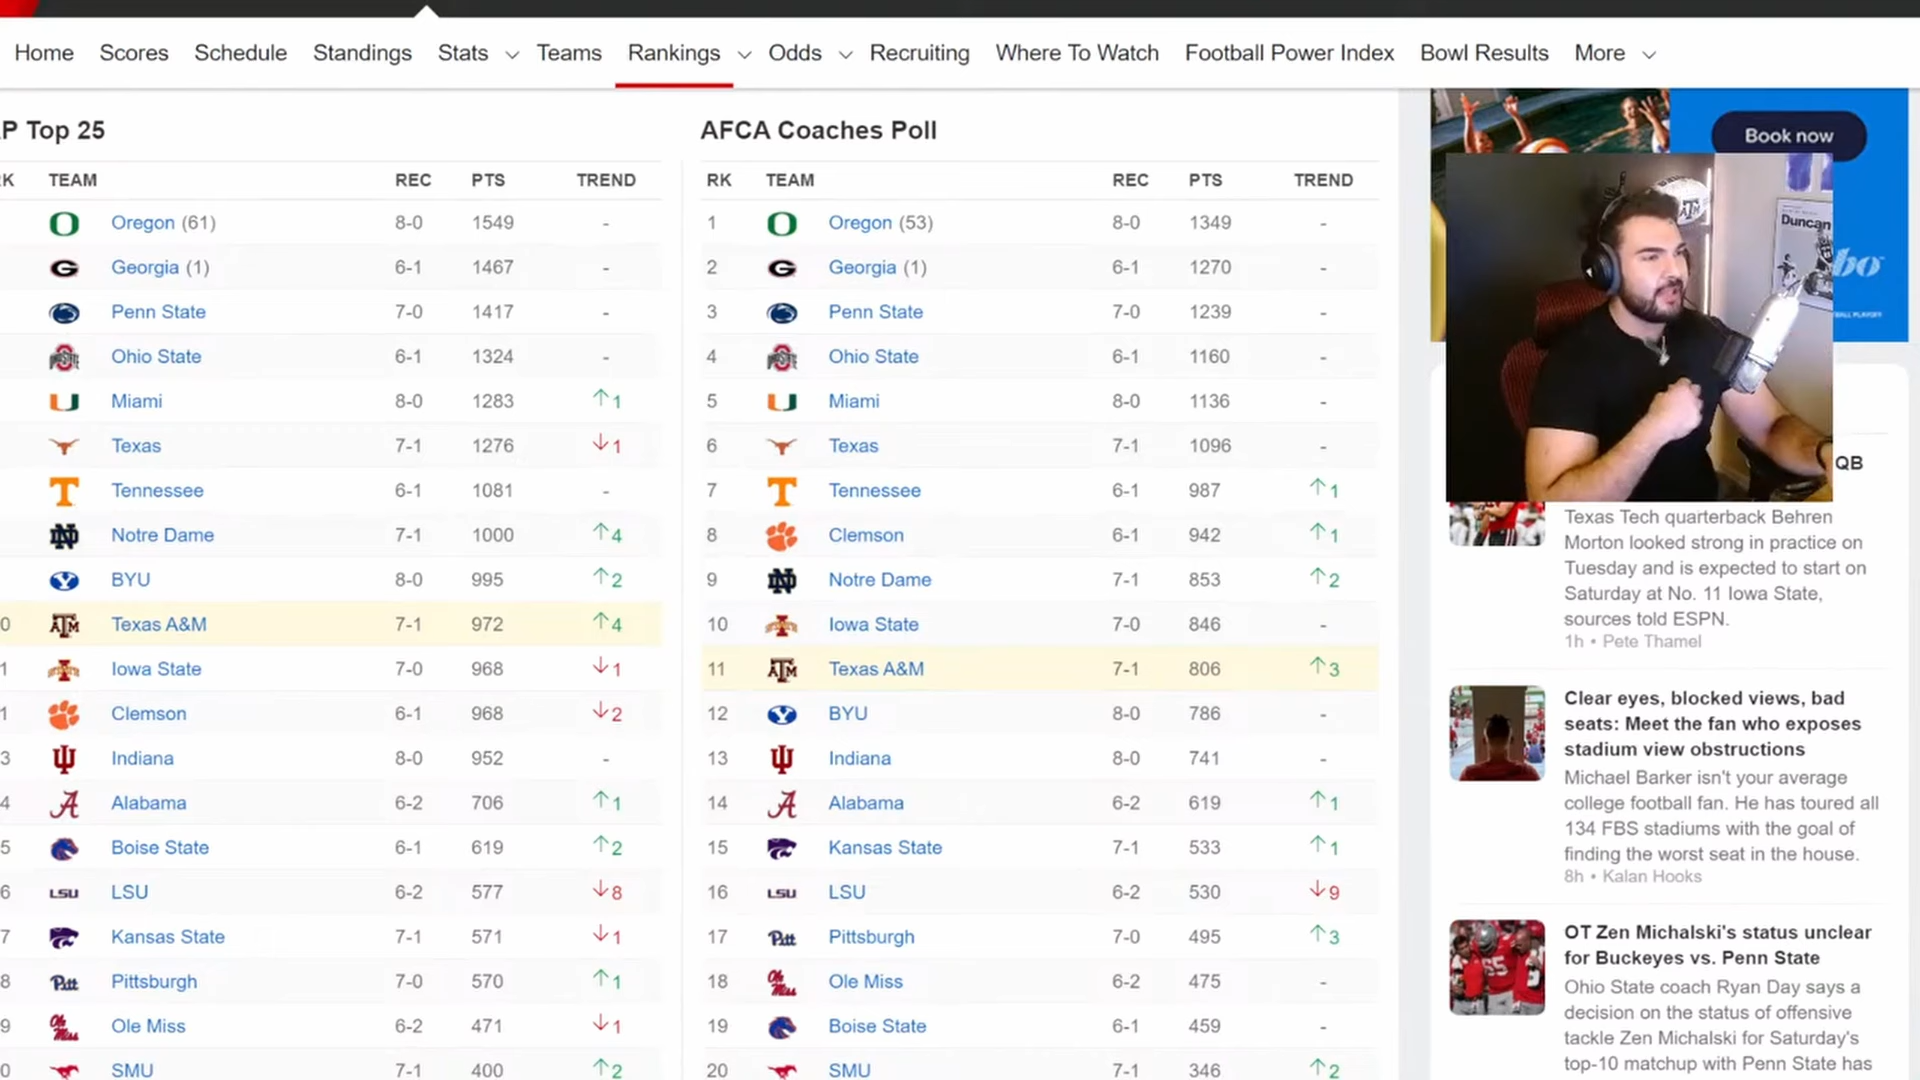 Home Scores Schedule Standings Stats Teams Rankings Odds Recruiting Where To Watch Football Power Index Bowl Results More
P Top 25
K TEAM REC PTS TREND
Oregon (61) 8-0 1549 -
Georgia (1) 6-1 1467 -
Penn State 7-0 1417 -
Ohio State 6-1 1324 -
Miami 8-0 1283 ↑1
Texas 7-1 1276 ↓1
Tennessee 6-1 1081 -
Notre Dame 7-1 1000 ↑4
BYU 8-0 995 ↑2
0 Texas A&M 7-1 972 ↑4
1 Iowa State 7-0 968 ↓1
1 Clemson 6-1 968 ↓2
3 Indiana 8-0 952 -
4 Alabama 6-2 706 ↑1
5 Boise State 6-1 619 ↑2
6 LSU 6-2 577 ↓8
7 Kansas State 7-1 571 ↓1
8 Pittsburgh 7-0 570 ↑1
9 Ole Miss 6-2 471 ↓1
0 SMU 7-1 400 ↑2
AFCA Coaches Poll
RK TEAM REC PTS TREND
1 Oregon (53) 8-0 1349 -
2 Georgia (1) 6-1 1270 -
3 Penn State 7-0 1239 -
4 Ohio State 6-1 1160 -
5 Miami 8-0 1136 -
6 Texas 7-1 1096 -
7 Tennessee 6-1 987 ↑1
8 Clemson 6-1 942 ↑1
9 Notre Dame 7-1 853 ↑2
10 Iowa State 7-0 846 -
11 Texas A&M 7-1 806 ↑3
12 BYU 8-0 786 -
13 Indiana 8-0 741 -
14 Alabama 6-2 619 ↑1
15 Kansas State 7-1 533 ↑1
16 LSU 6-2 530 ↓9
17 Pittsburgh 7-0 495 ↑3
18 Ole Miss 6-2 475 -
19 Boise State 6-1 459 -
20 SMU 7-1 346 ↑2
Book now
Duncan
bo
QB
Texas Tech quarterback Behren
Morton looked strong in practice on
Tuesday and is expected to start on
Saturday at No. 11 Iowa State,
sources told ESPN.
1h • Pete Thamel
Clear eyes, blocked views, bad
seats: Meet the fan who exposes
stadium view obstructions
Michael Barker isn't your average
college football fan. He has toured all
134 FBS stadiums with the goal of
finding the worst seat in the house.
8h • Kalan Hooks
OT Zen Michalski's status unclear
for Buckeyes vs. Penn State
Ohio State coach Ryan Day says a
decision on the status of offensive
tackle Zen Michalski for Saturday's
top-10 matchup with Penn State has